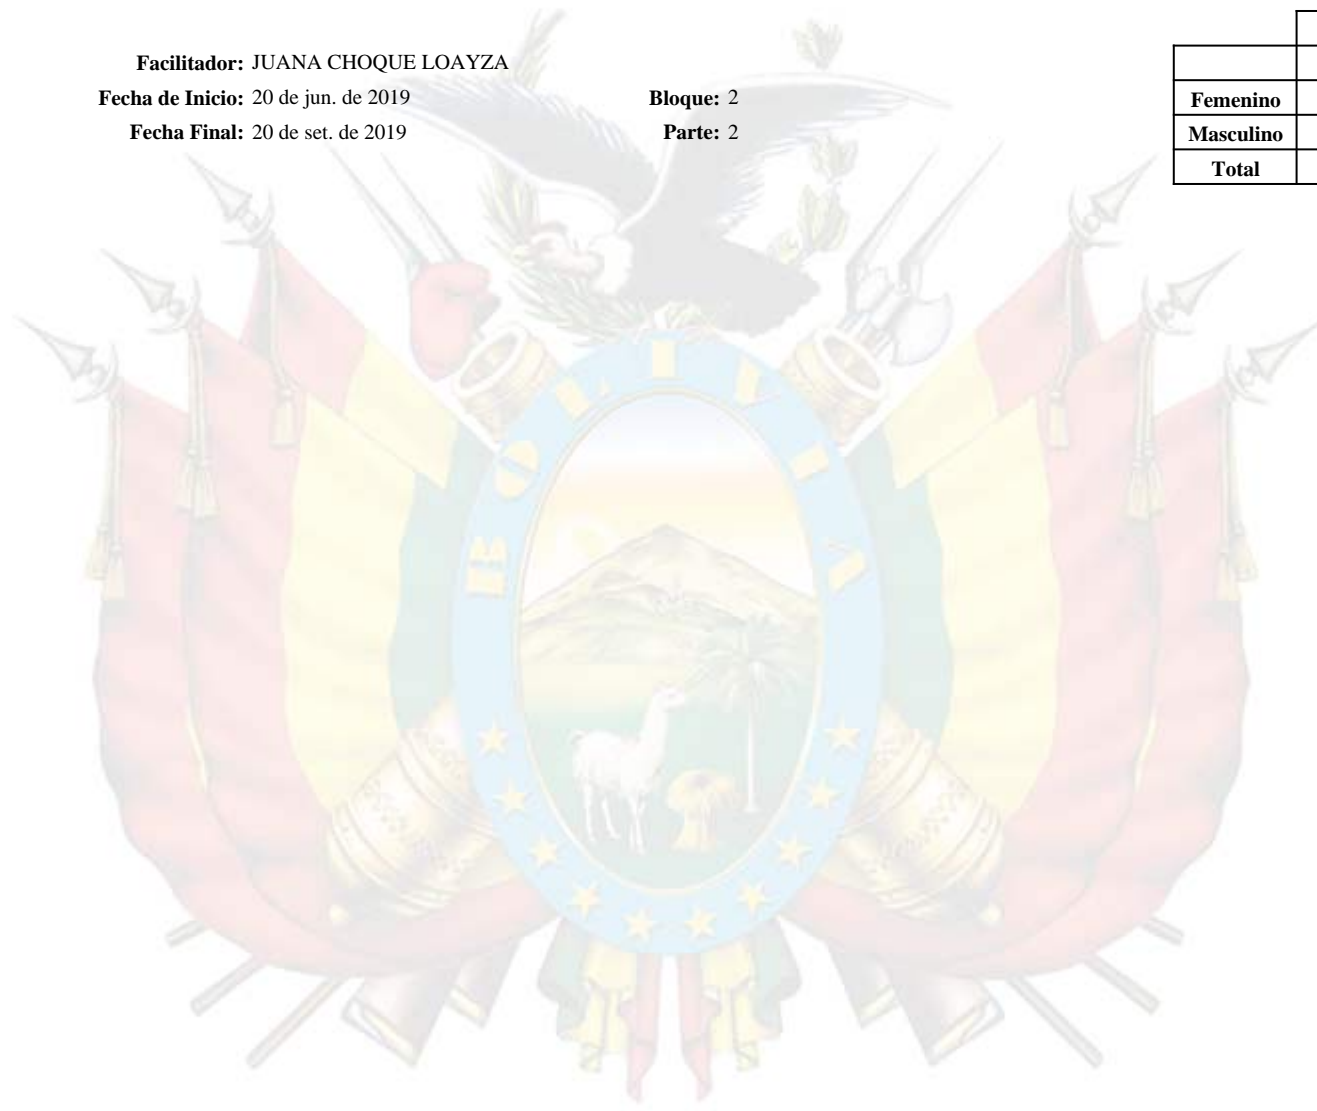 Facilitador: JUANA CHOQUE LOAYZA
Fecha de Inicio: 20 de jun. de 2019 Bloque: 2
Fecha Final: 20 de set. de 2019 Parte: 2
Femenino
Masculino
Total
BOLIVIA